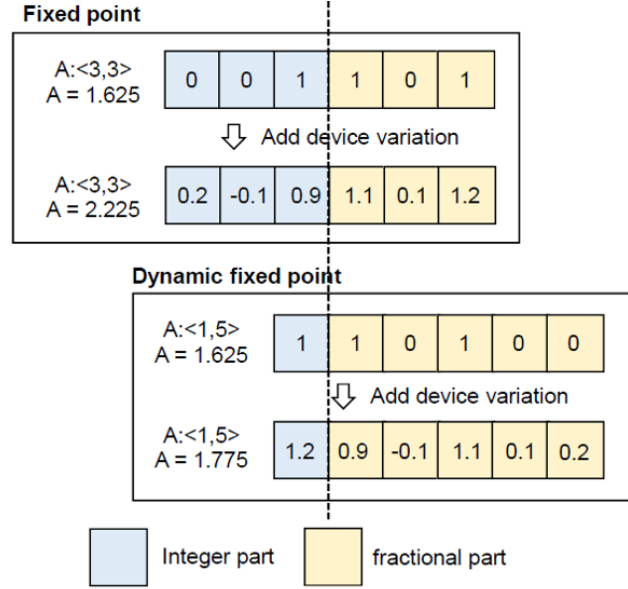 Fixed point
A:<3,3>
A = 1.625
0 0 1 1 0 1
Add device variation
A:<3,3>
A = 2.225
0.2 -0.1 0.9 1.1 0.1 1.2
Dynamic fixed point
A:<1,5>
A = 1.625
1 1 0 1 0 0
Add device variation
A:<1,5>
A = 1.775
1.2 0.9 -0.1 1.1 0.1 0.2
Integer part
fractional part